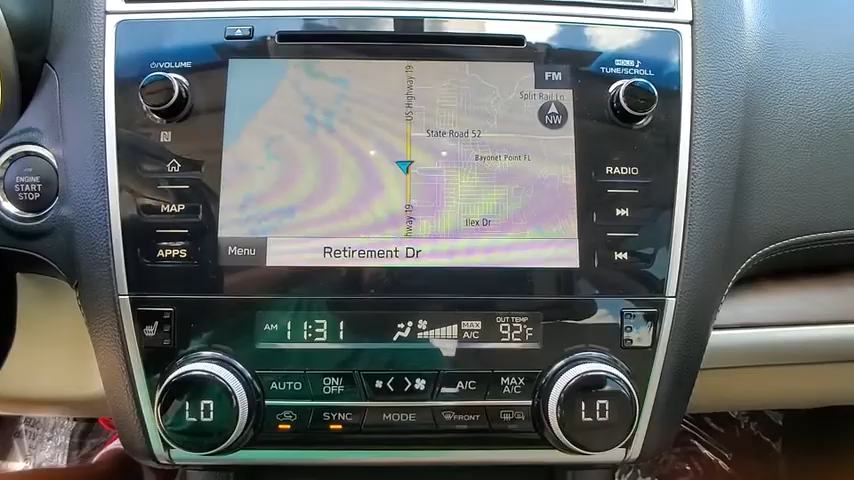 VOLUME
HOLD
TUNE/SCROLL
FM
NW
US Highway 19
Split Rail Ln
State Road 52
Bayonet Point FL
Ilex Dr
hway 19
MAP
APPS
RADIO
ENGINE
START
STOP
Menu
Retirement Dr
AM 11:31
MAX
A/C
OUT TEMP
92°F
AUTO
ON/
OFF
A/C
MAX
A/C
SYNC
MODE
FRONT
R
LO
LO